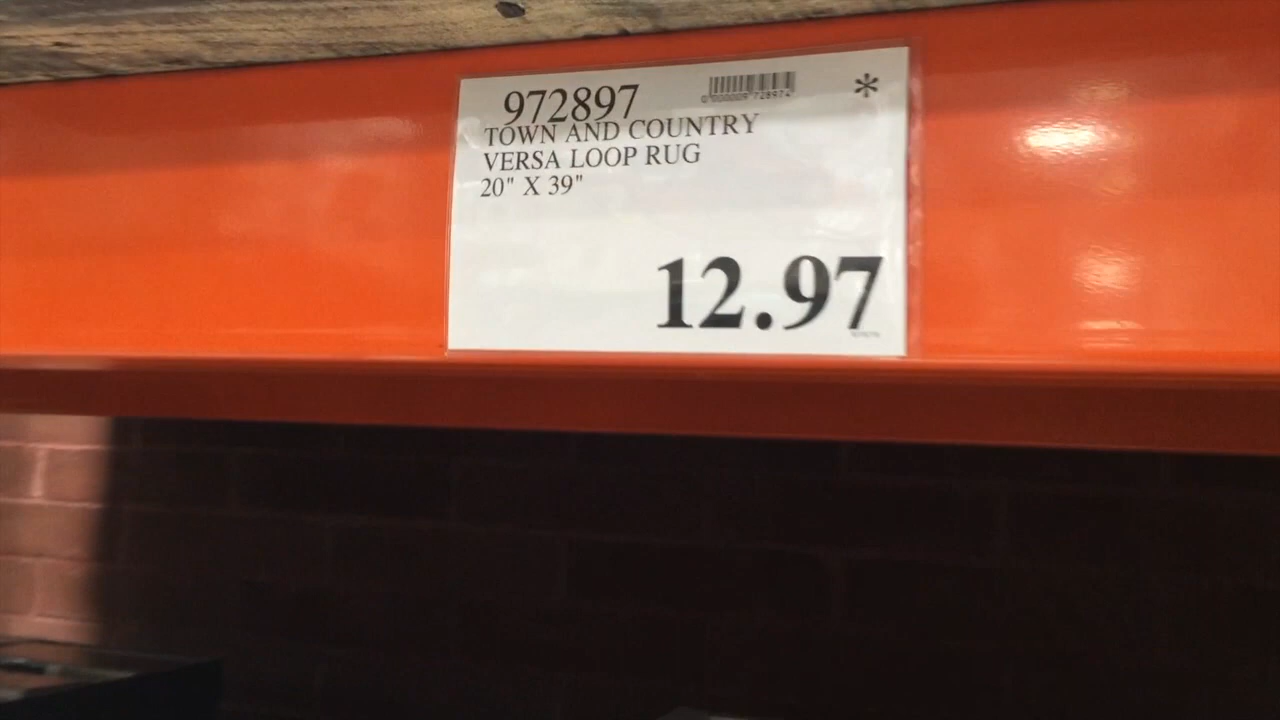 972897
*
TOWN AND COUNTRY
VERSA LOOP RUG
20" X 39"
12.97